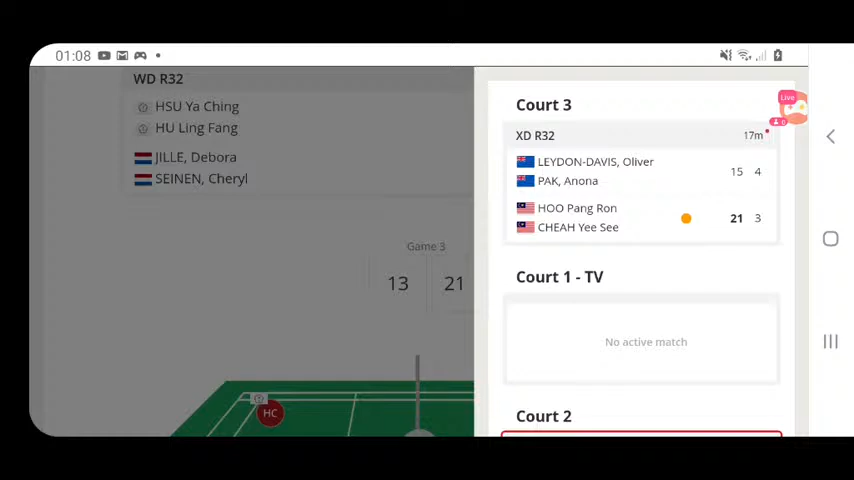 01:08
WD R32
HSU Ya Ching
HU Ling Fang
JILLE, Debora
SEINEN, Cheryl
Game 3
13 21
HC
Court 3
Live
0
XD R32 17m
LEYDON-DAVIS, Oliver
PAK, Anona
15 4
HOO Pang Ron
CHEAH Yee See
21 3
Court 1 - TV
No active match
Court 2